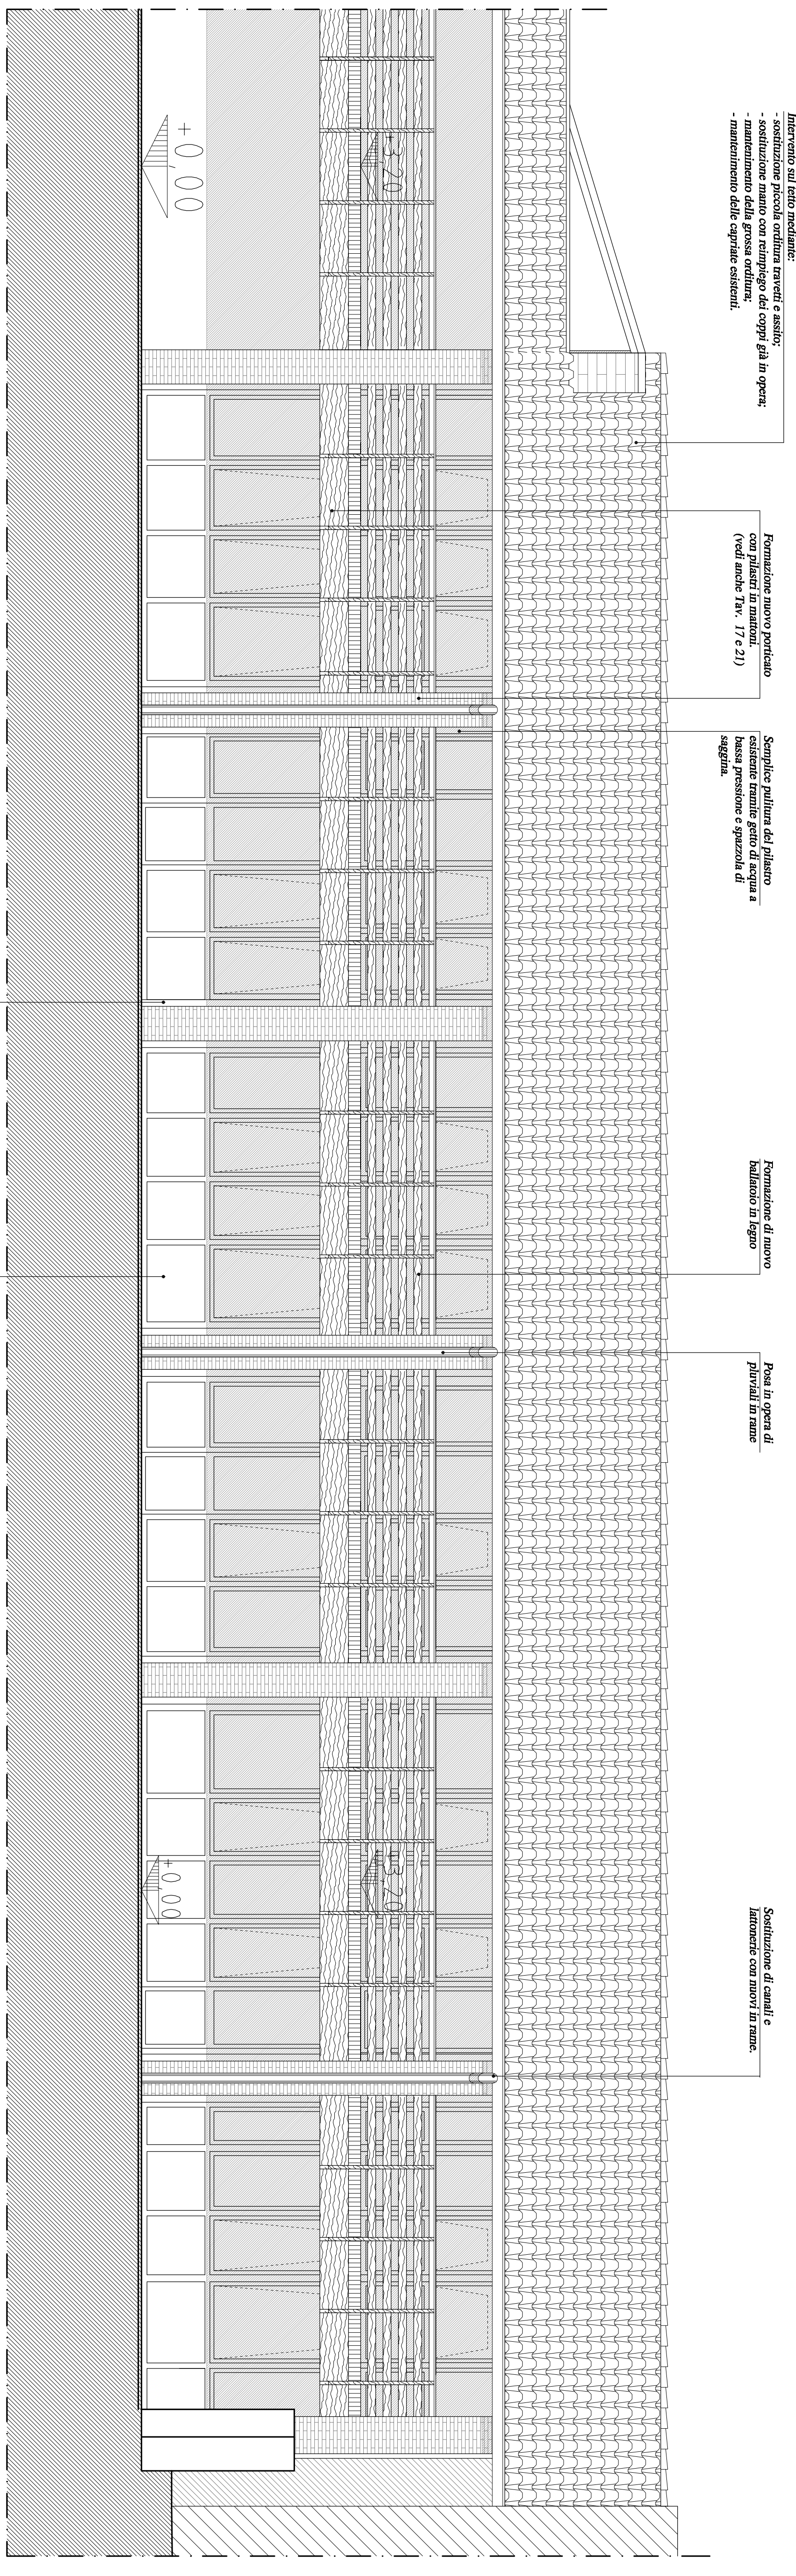 Intervento sul tetto mediante:
- sostituzione piccola orditura travetti e assito;
- sostituzione manto con reimpiego dei coppi già in opera;
- mantenimento della grossa orditura;
- mantenimento delle capriate esistenti.
Formazione nuovo porticato
con pilastri in mattoni.
(vedi anche Tav. 17 e 21)
Semplice pulitura del pilastro
esistente tramite getto di acqua a
bassa pressione e spazzola di
saggina.
Formazione di nuovo
ballatoio in legno
Posa in opera di
pluviali in rame
Sostituzione di canali e
lattonerie con nuovi in rame.
+3,20
+0,00
+3,20
+0,00